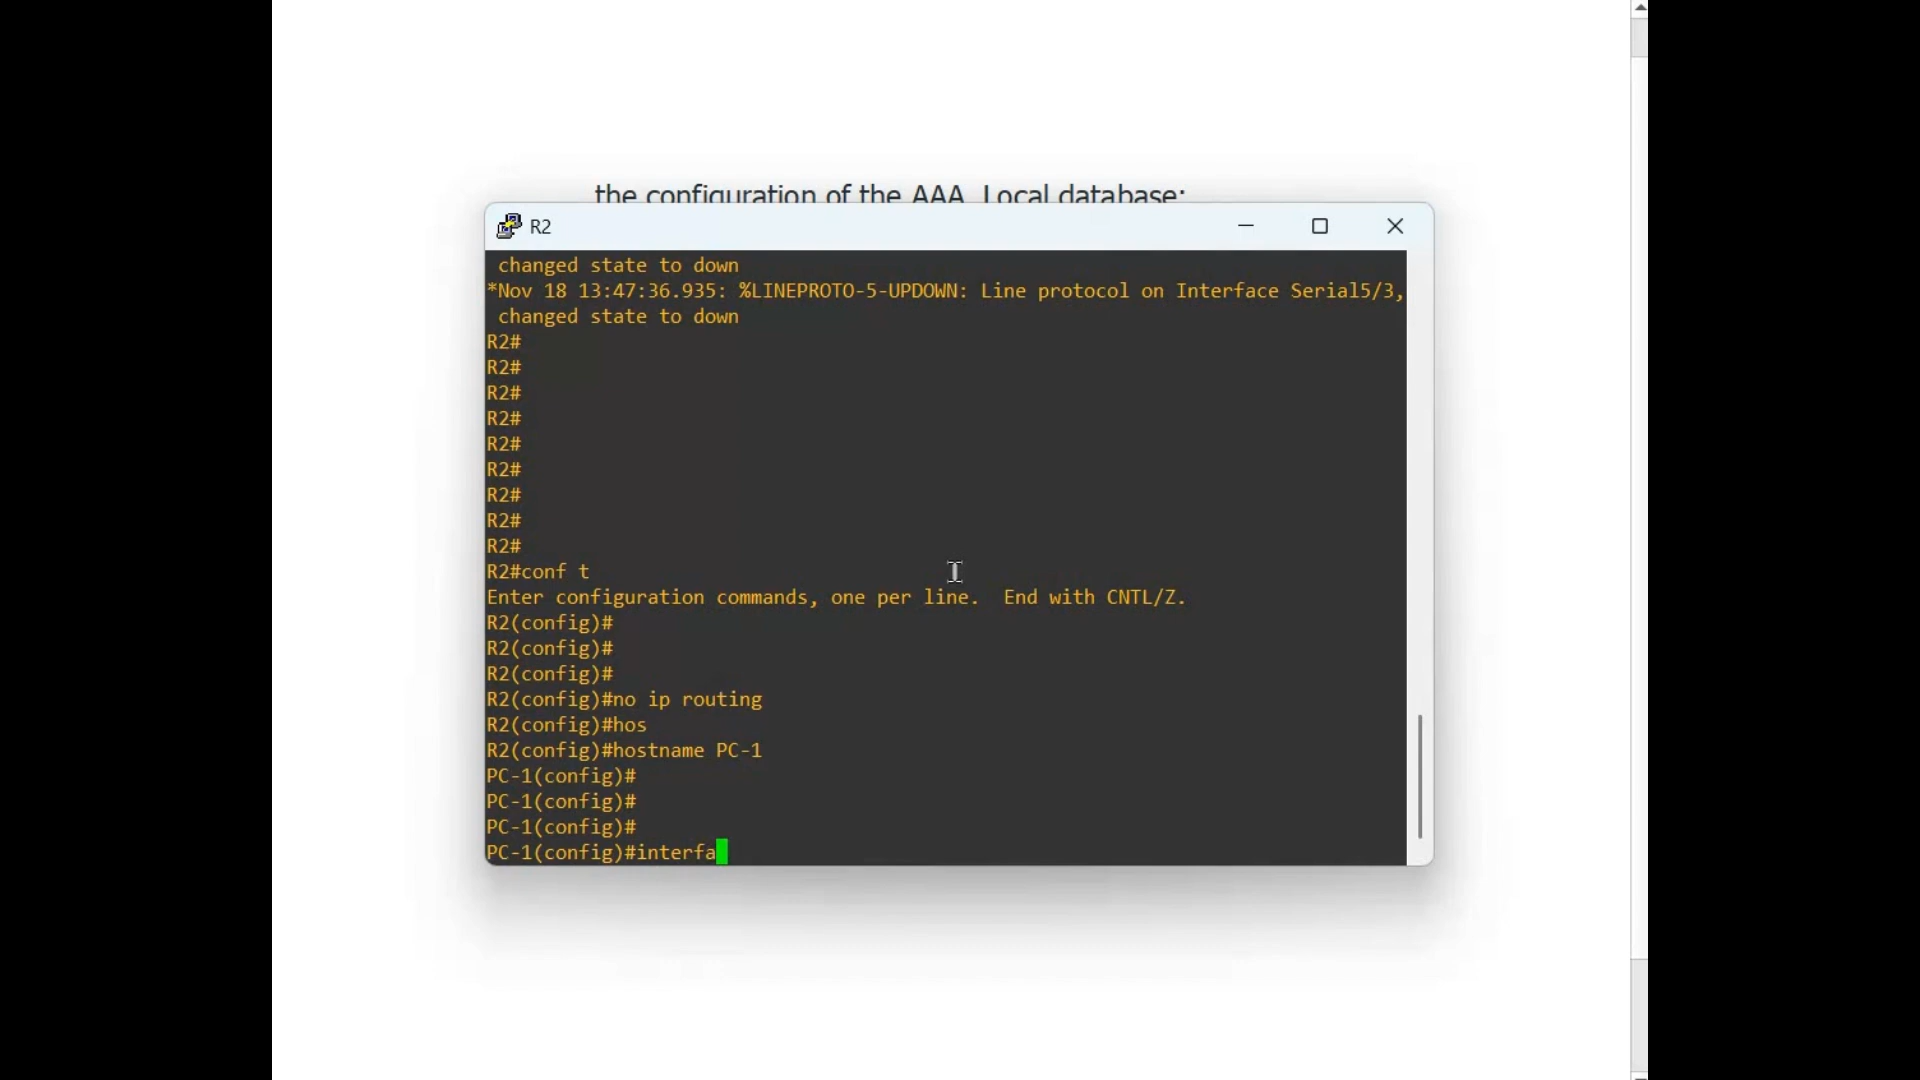 the configuration of the AAA Local database:
R2
changed state to down
*Nov 18 13:47:36.935: %LINEPROTO-5-UPDOWN: Line protocol on Interface Serial5/3,
changed state to down
R2#
R2#
R2#
R2#
R2#
R2#
R2#
R2#
R2#
R2#conf t
Enter configuration commands, one per line.  End with CNTL/Z.
R2(config)#
R2(config)#
R2(config)#
R2(config)#no ip routing
R2(config)#hos
R2(config)#hostname PC-1
PC-1(config)#
PC-1(config)#
PC-1(config)#
PC-1(config)#interfa